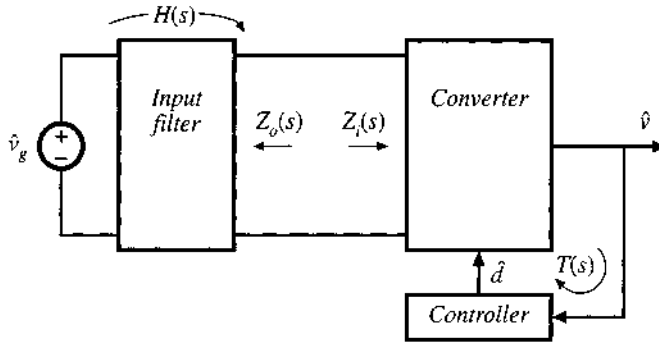 H(s)
Input
filter
Converter
Z_o(s)
Z_i(s)
v̂_g
+
−
v̂
d̂
T(s)
Controller